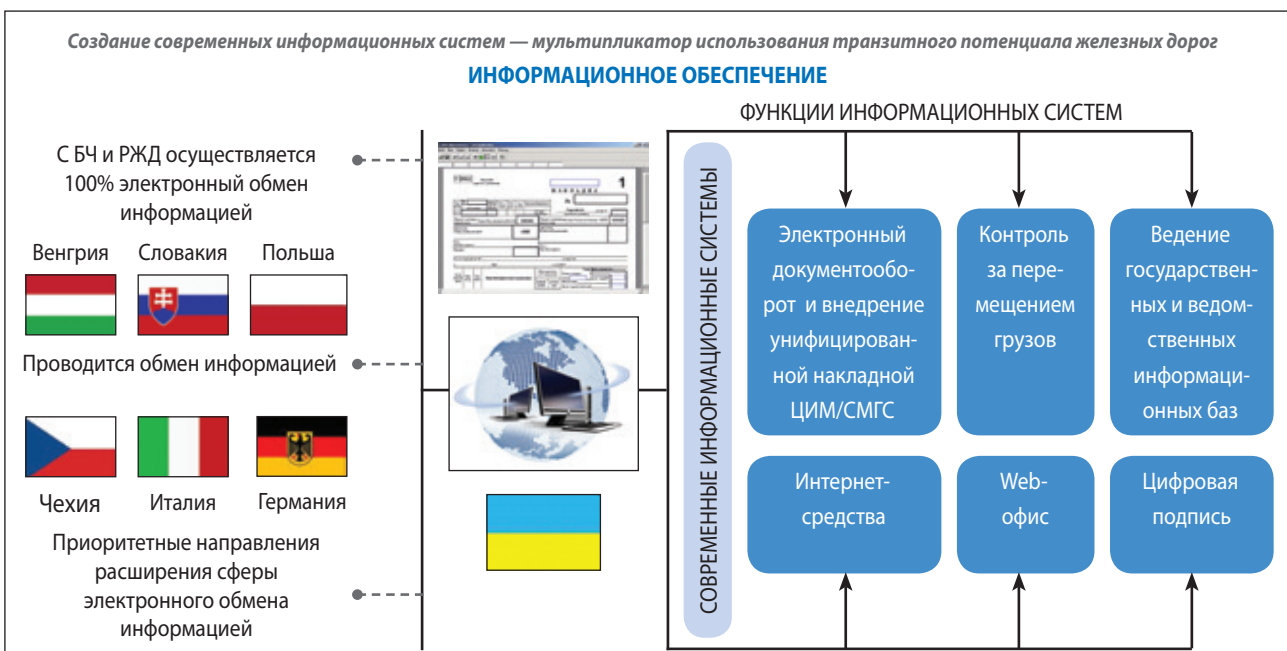 Создание современных информационных систем — мультипликатор использования транзитного потенциала железных дорог
ИНФОРМАЦИОННОЕ ОБЕСПЕЧЕНИЕ
С БЧ и РЖД осуществляется
100% электронный обмен
информацией
Венгрия Словакия Польша
Проводится обмен информацией
Чехия Италия Германия
Приоритетные направления
расширения сферы
электронного обмена
информацией
1
ФУНКЦИИ ИНФОРМАЦИОННЫХ СИСТЕМ
СОВРЕМЕННЫЕ ИНФОРМАЦИОННЫЕ СИСТЕМЫ
Электронный
документообо-
рот и внедрение
унифицирован-
ной накладной
ЦИМ/СМГС
Контроль
за пере-
мещением
грузов
Ведение
государствен-
ных и ведом-
ственных
информаци-
онных баз
Интернет-
средства
Web-
офис
Цифровая
подпись